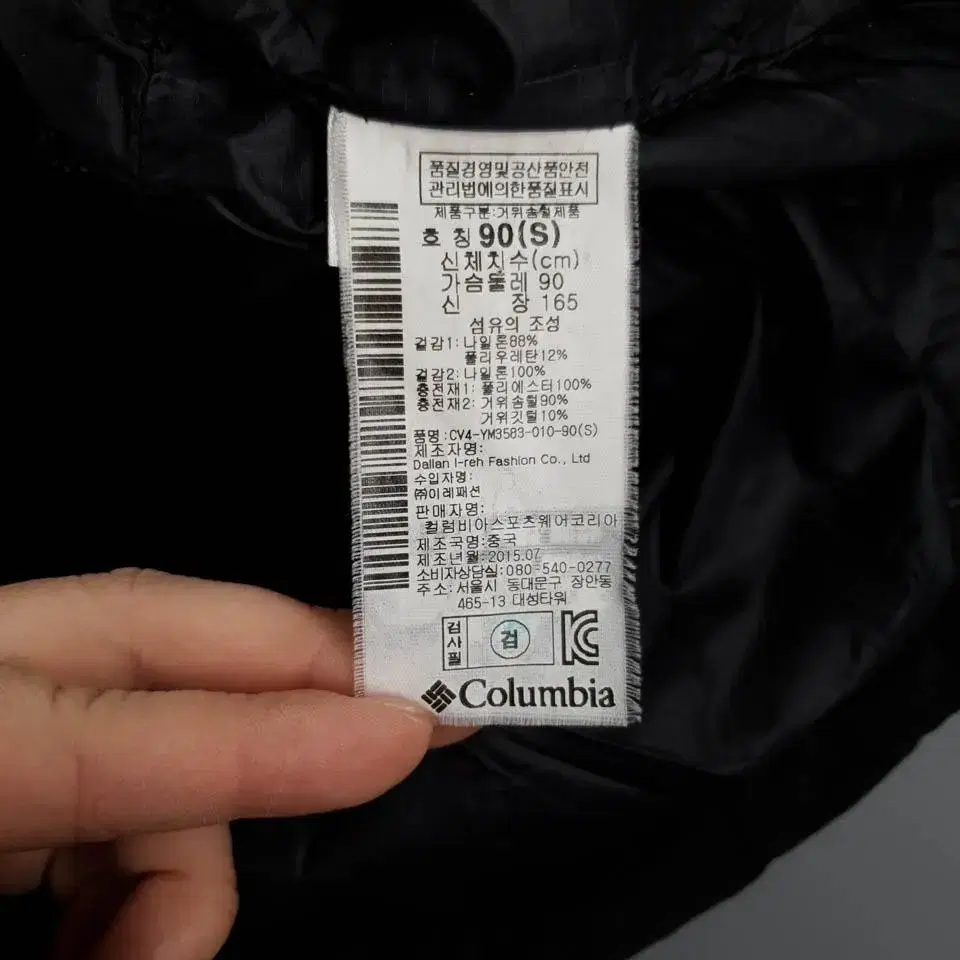 품질경영및공산품안전
관리법에의한품질표시
제품구분:거위솜털제품
호 칭 90(S)
신체치수(cm)
가슴둘레 90
신 장 165
섬유의 조성
겉감1: 나일론88%
폴리우레탄12%
겉감2: 나일론100%
충전재1: 폴리에스터100%
충전재2: 거위솜털90%
거위깃털10%
품명:CV4-YM3583-010-90(S)
제조자명:
Dalian I-reh Fashion Co., Ltd
수입자명:
㈜이레패션
판매자명:
컬럼비아스포츠웨어코리아
제조국명:중국
제조년월:2015.07
소비자상담실:080-540-0277
주소:서울시 동대문구 장안동
465-13 대성타워
검사필 검
Columbia